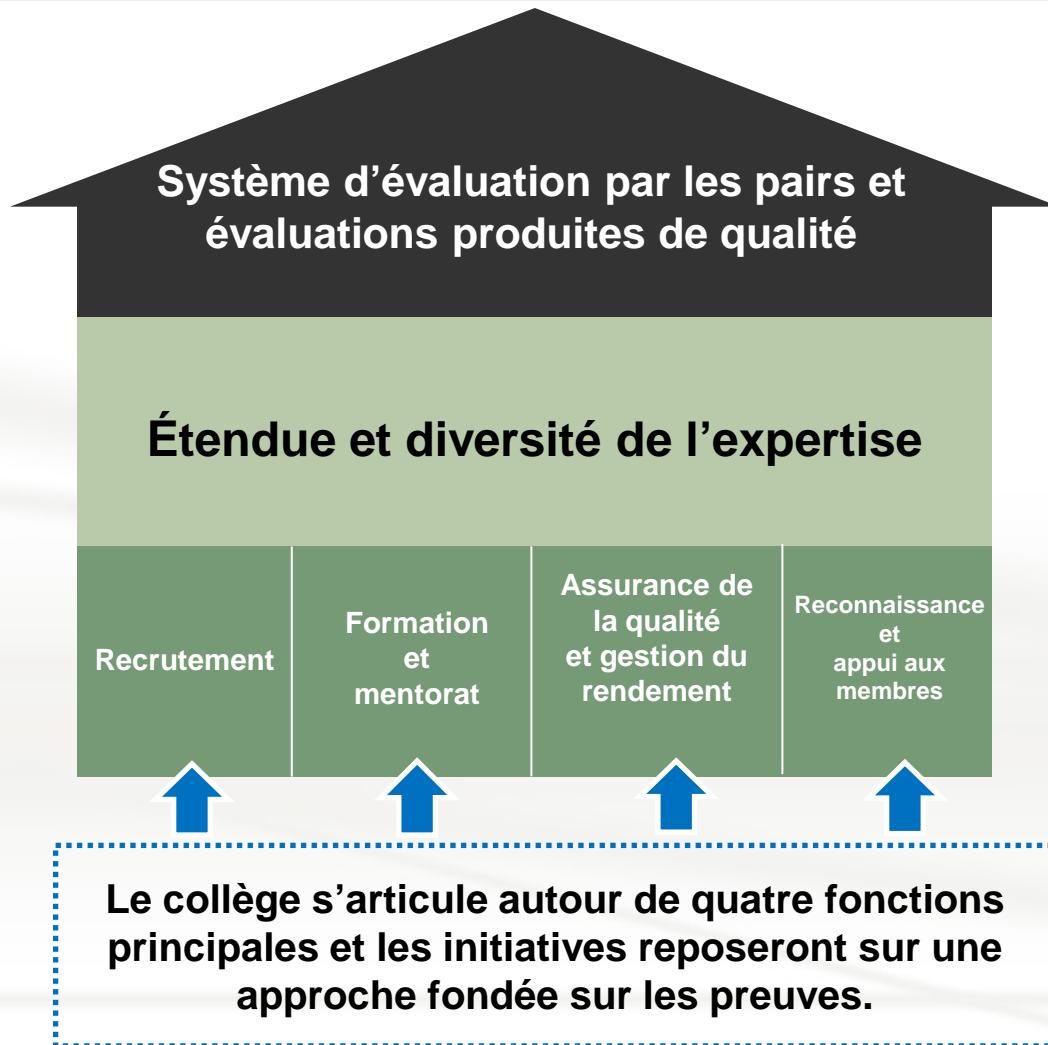 Système d’évaluation par les pairs et
évaluations produites de qualité
Étendue et diversité de l’expertise
Recrutement
Formation
et
mentorat
Assurance de
la qualité
et gestion du
rendement
Reconnaissance
et
appui aux
membres
Le collège s’articule autour de quatre fonctions
principales et les initiatives reposeront sur une
approche fondée sur les preuves.